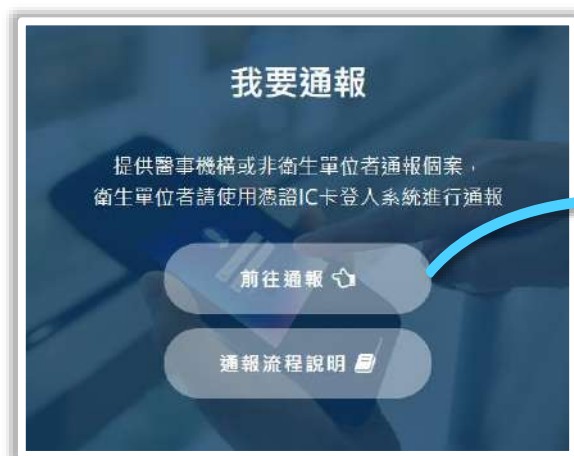 我要通報
提供醫事機構或非衛生單位者通報個案，
衛生單位者請使用憑證IC卡登入系統進行通報
前往通報
通報流程說明